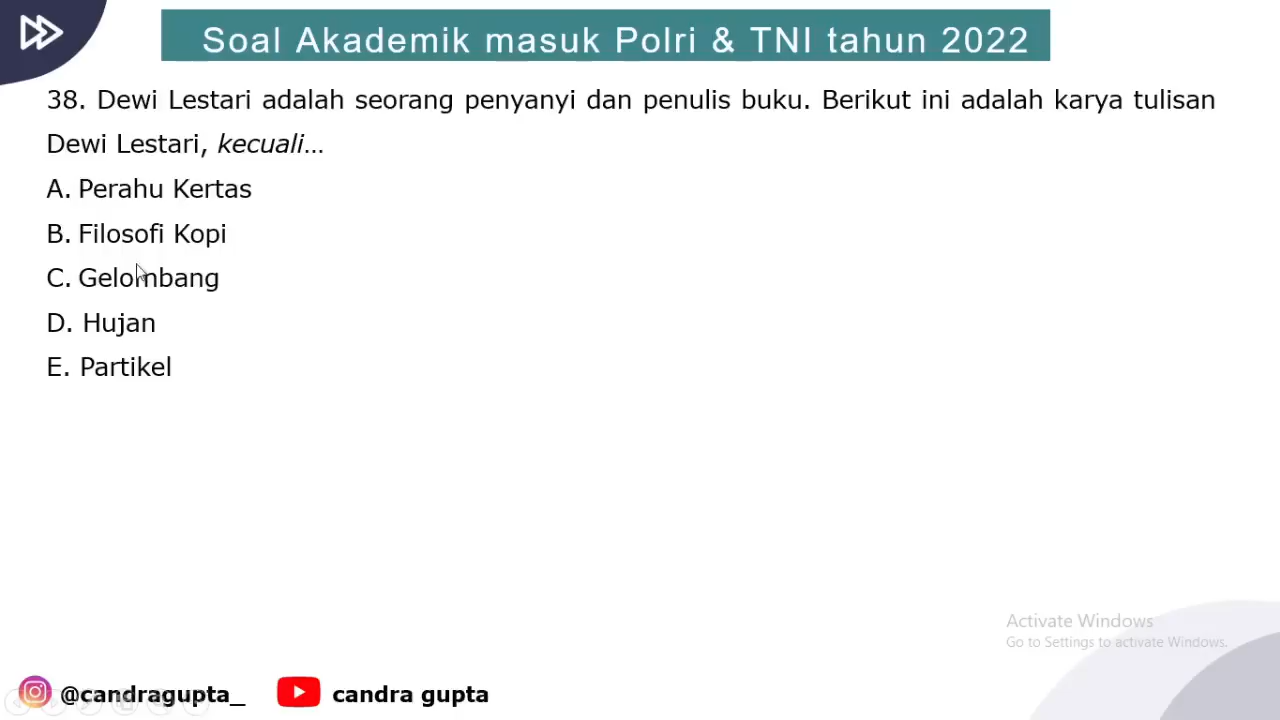 Soal Akademik masuk Polri & TNI tahun 2022
38. Dewi Lestari adalah seorang penyanyi dan penulis buku. Berikut ini adalah karya tulisan
Dewi Lestari, kecuali...
A. Perahu Kertas
B. Filosofi Kopi
C. Gelombang
D. Hujan
E. Partikel
Activate Windows
Go to Settings to activate Windows.
@candragupta_ candra gupta